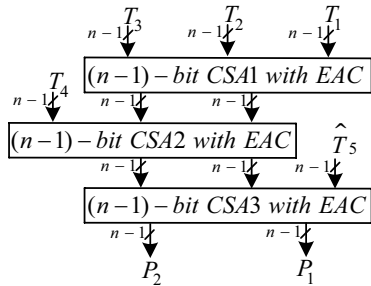 T3 T2 T1
n – 1 n – 1 n – 1
(n – 1) – bit CSA1 with EAC
T4
n – 1 n – 1 n – 1
(n – 1) – bit CSA2 with EAC
T̂5
n – 1 n – 1 n – 1
(n – 1) – bit CSA3 with EAC
n – 1 n – 1
P2 P1